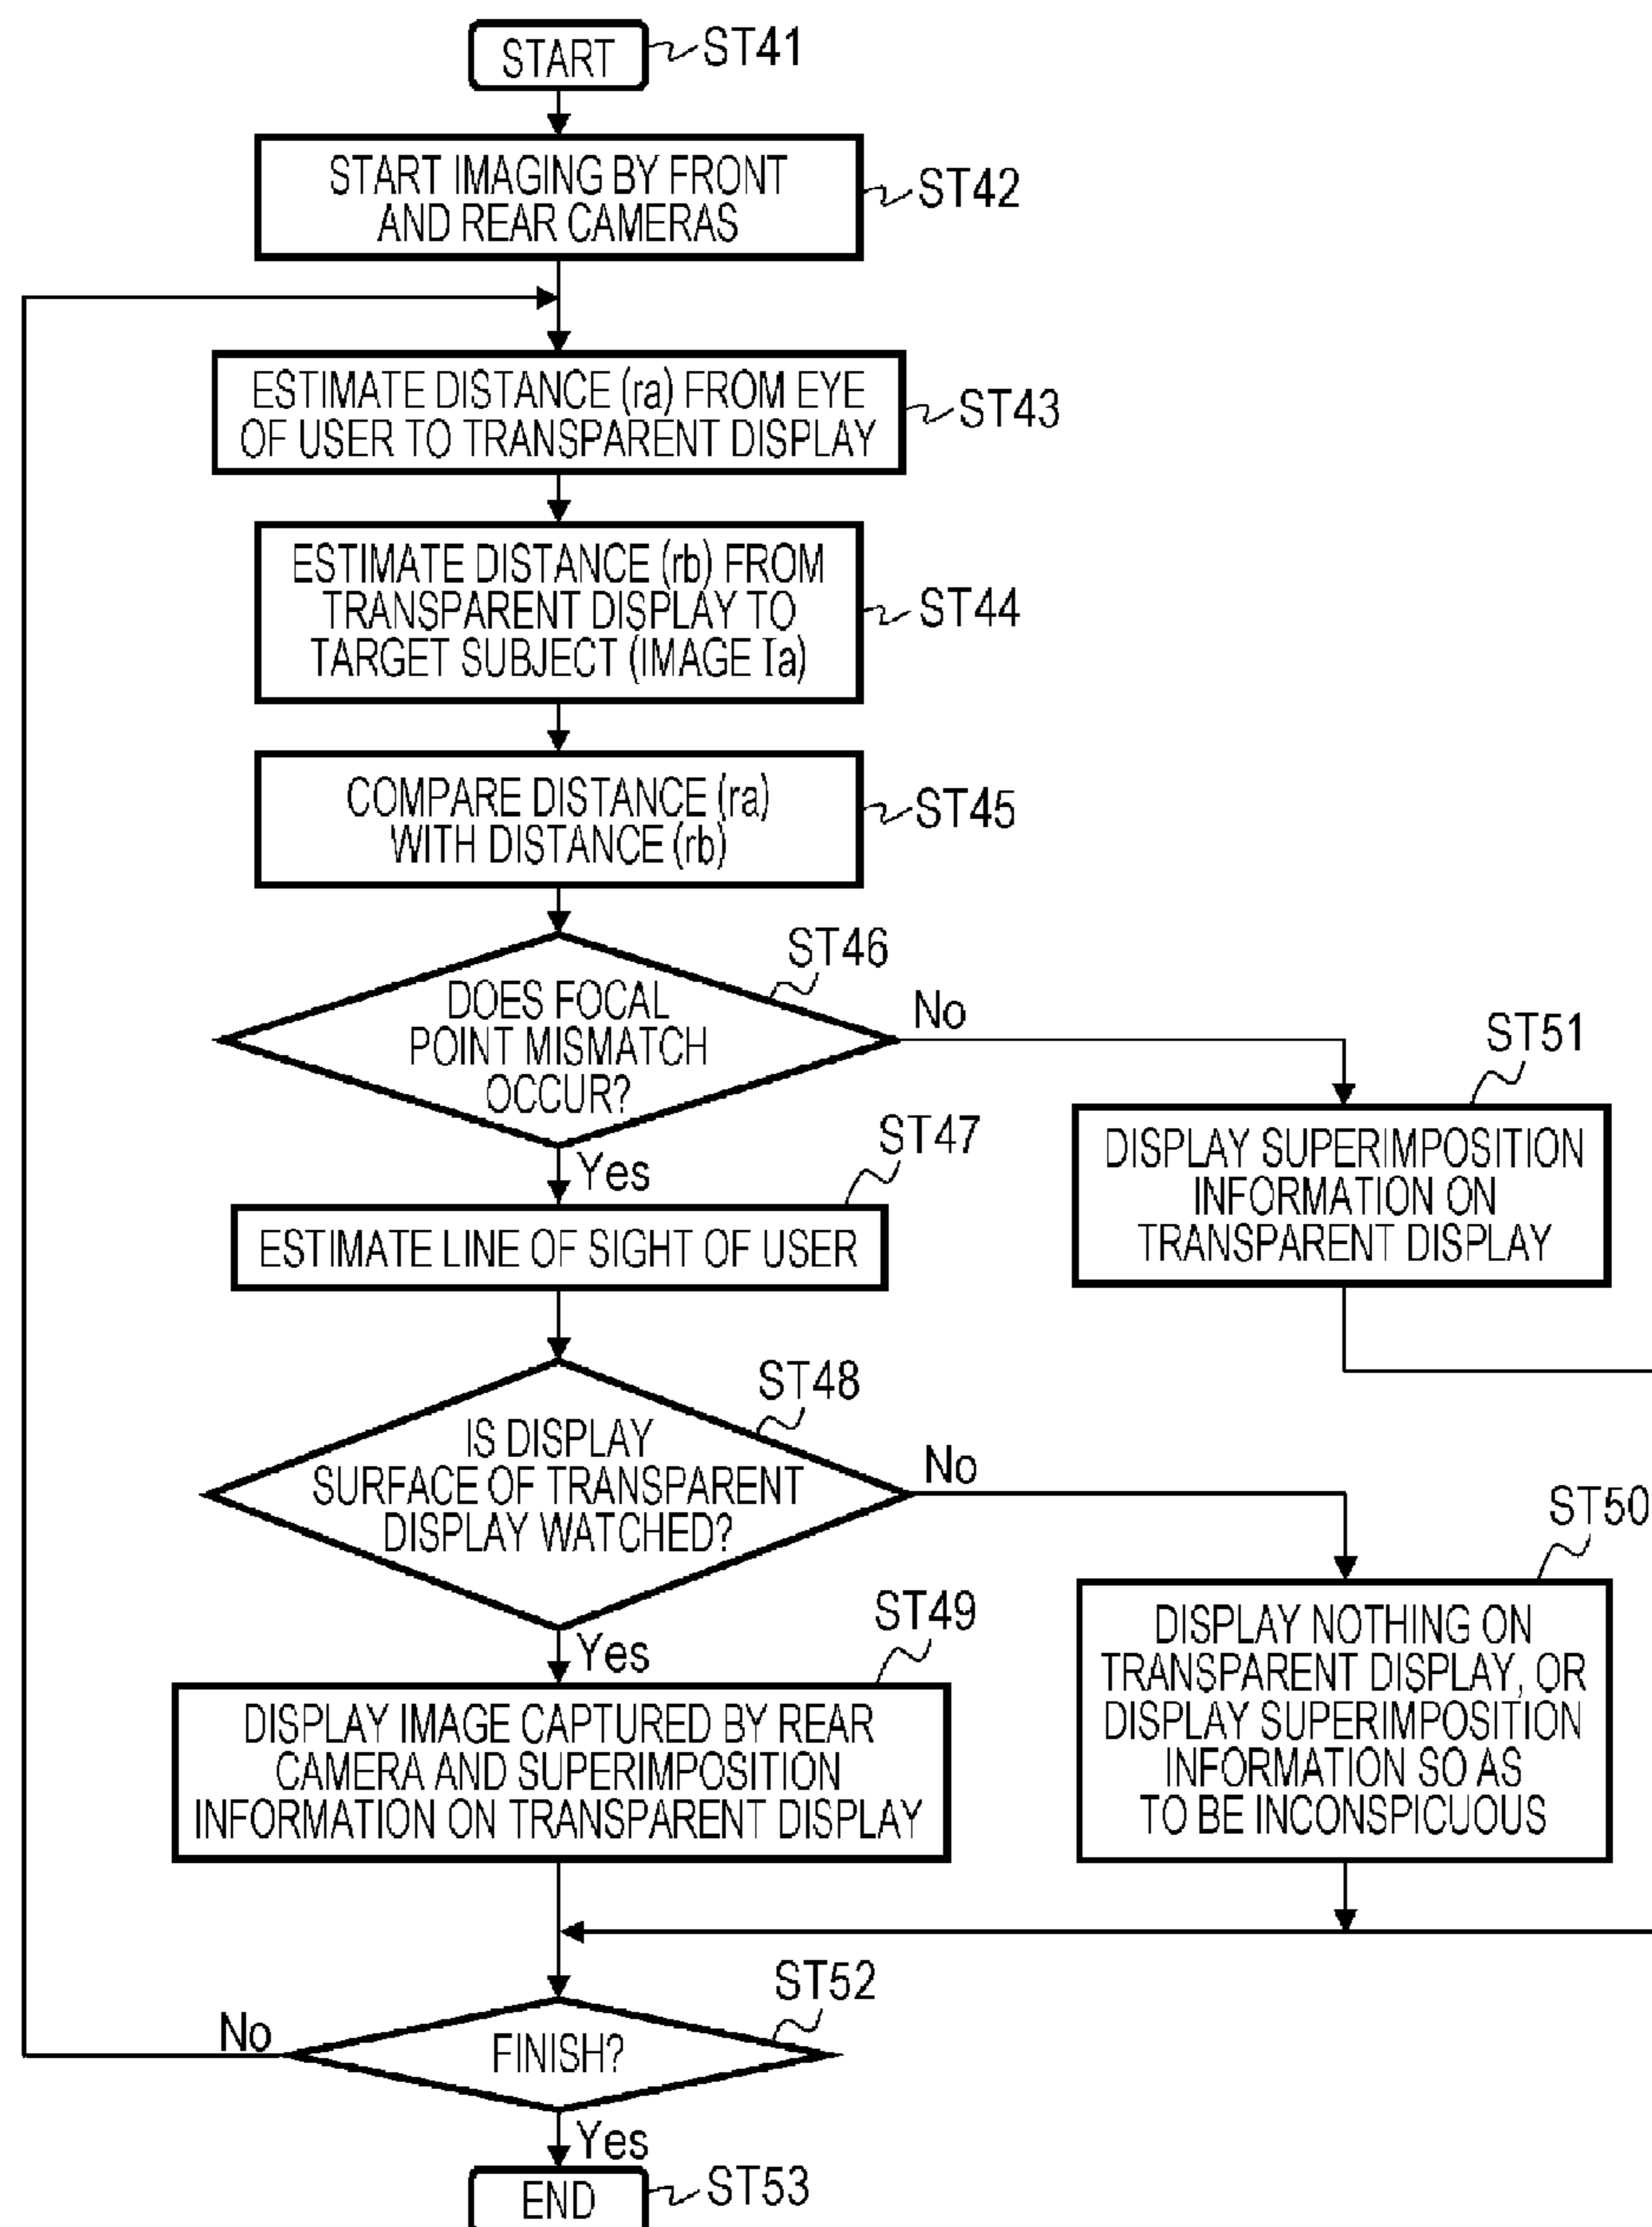 START
ST41
START IMAGING BY FRONT
AND REAR CAMERAS
ST42
ESTIMATE DISTANCE (ra) FROM EYE
OF USER TO TRANSPARENT DISPLAY
ST43
ESTIMATE DISTANCE (rb) FROM
TRANSPARENT DISPLAY TO
TARGET SUBJECT (IMAGE Ia)
ST44
COMPARE DISTANCE (ra)
WITH DISTANCE (rb)
ST45
ST46
DOES FOCAL
POINT MISMATCH
OCCUR?
No
Yes
ST51
DISPLAY SUPERIMPOSITION
INFORMATION ON
TRANSPARENT DISPLAY
ST47
ESTIMATE LINE OF SIGHT OF USER
ST48
IS DISPLAY
SURFACE OF TRANSPARENT
DISPLAY WATCHED?
No
Yes
ST50
DISPLAY NOTHING ON
TRANSPARENT DISPLAY, OR
DISPLAY SUPERIMPOSITION
INFORMATION SO AS
TO BE INCONSPICUOUS
ST49
DISPLAY IMAGE CAPTURED BY REAR
CAMERA AND SUPERIMPOSITION
INFORMATION ON TRANSPARENT DISPLAY
ST52
FINISH?
No
Yes
END
ST53